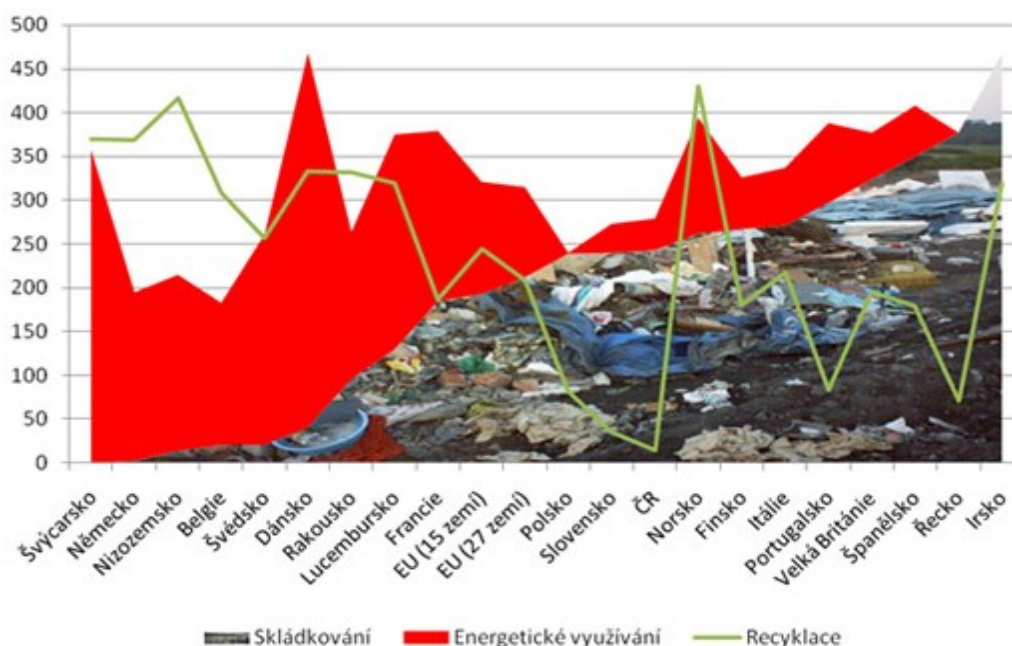 500
450
400
350
300
250
200
150
100
50
0
Švýcarsko
Německo
Nizozemsko
Belgie
Švédsko
Dánsko
Rakousko
Lucembursko
Francie
EU (15 zemí)
EU (27 zemí)
Polsko
Slovensko
ČR
Norsko
Finsko
Itálie
Portugalsko
Velká Británie
Španělsko
Řecko
Irsko
Skládkování Energetické využívání Recyklace